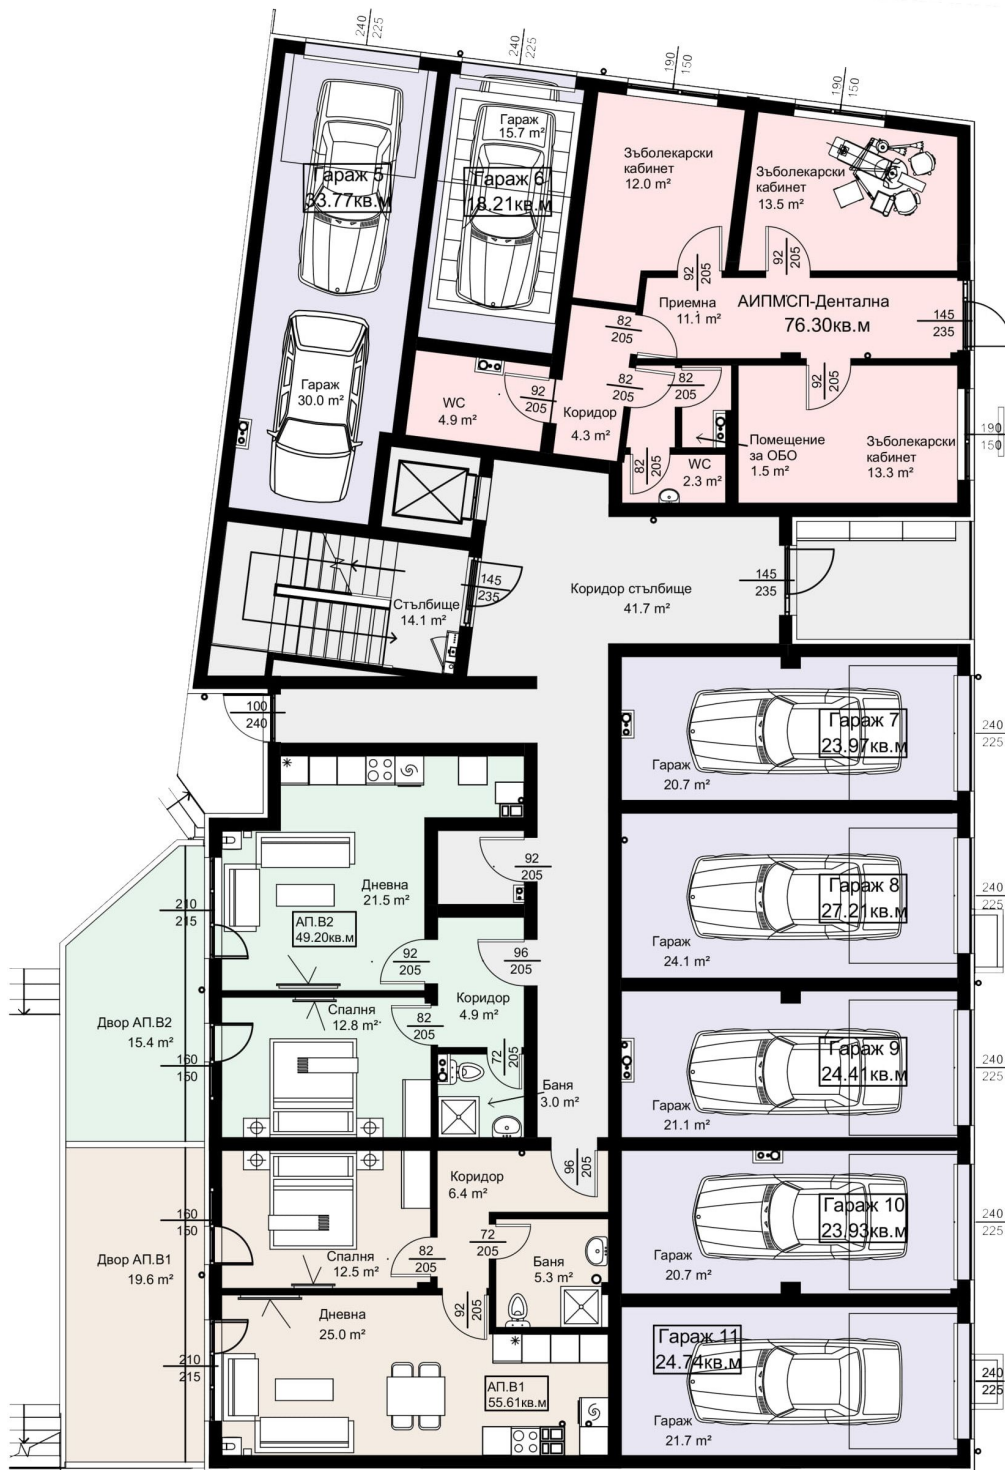 240
225
240
225
190
150
190
150
Гараж
15.7 m²
Гараж 5
33.77кв.м
Гараж 6
18.21кв.м
Зъболекарски
кабинет
12.0 m²
Зъболекарски
кабинет
13.5 m²
92
205
92
205
Приемна
11.1 m²
АИПМСП-Дентална
76.30кв.м
145
235
82
205
Гараж
30.0 m²
WC
4.9 m²
92
205
82
205
82
205
92
205
Коридор
4.3 m²
Помещение
за ОБО
1.5 m²
Зъболекарски
кабинет
13.3 m²
190
150
82
205
WC
2.3 m²
Стълбище
14.1 m²
145
235
Коридор стълбище
41.7 m²
145
235
100
240
Гараж 7
23.97кв.м
240
225
Гараж
20.7 m²
Дневна
21.5 m²
92
205
Гараж 8
27.21кв.м
240
225
210
215
АП.В2
49.20кв.м
92
205
96
205
Гараж
24.1 m²
Двор АП.В2
15.4 m²
Спалня
12.8 m²
82
205
Коридор
4.9 m²
72
205
160
150
Баня
3.0 m²
Гараж 9
24.41кв.м
240
225
Гараж
21.1 m²
96
205
Коридор
6.4 m²
160
150
72
205
Гараж 10
23.93кв.м
240
225
Двор АП.В1
19.6 m²
Спалня
12.5 m²
82
205
Баня
5.3 m²
Гараж
20.7 m²
Дневна
25.0 m²
92
205
Гараж 11
24.74кв.м
210
215
АП.В1
55.61кв.м
240
225
Гараж
21.7 m²